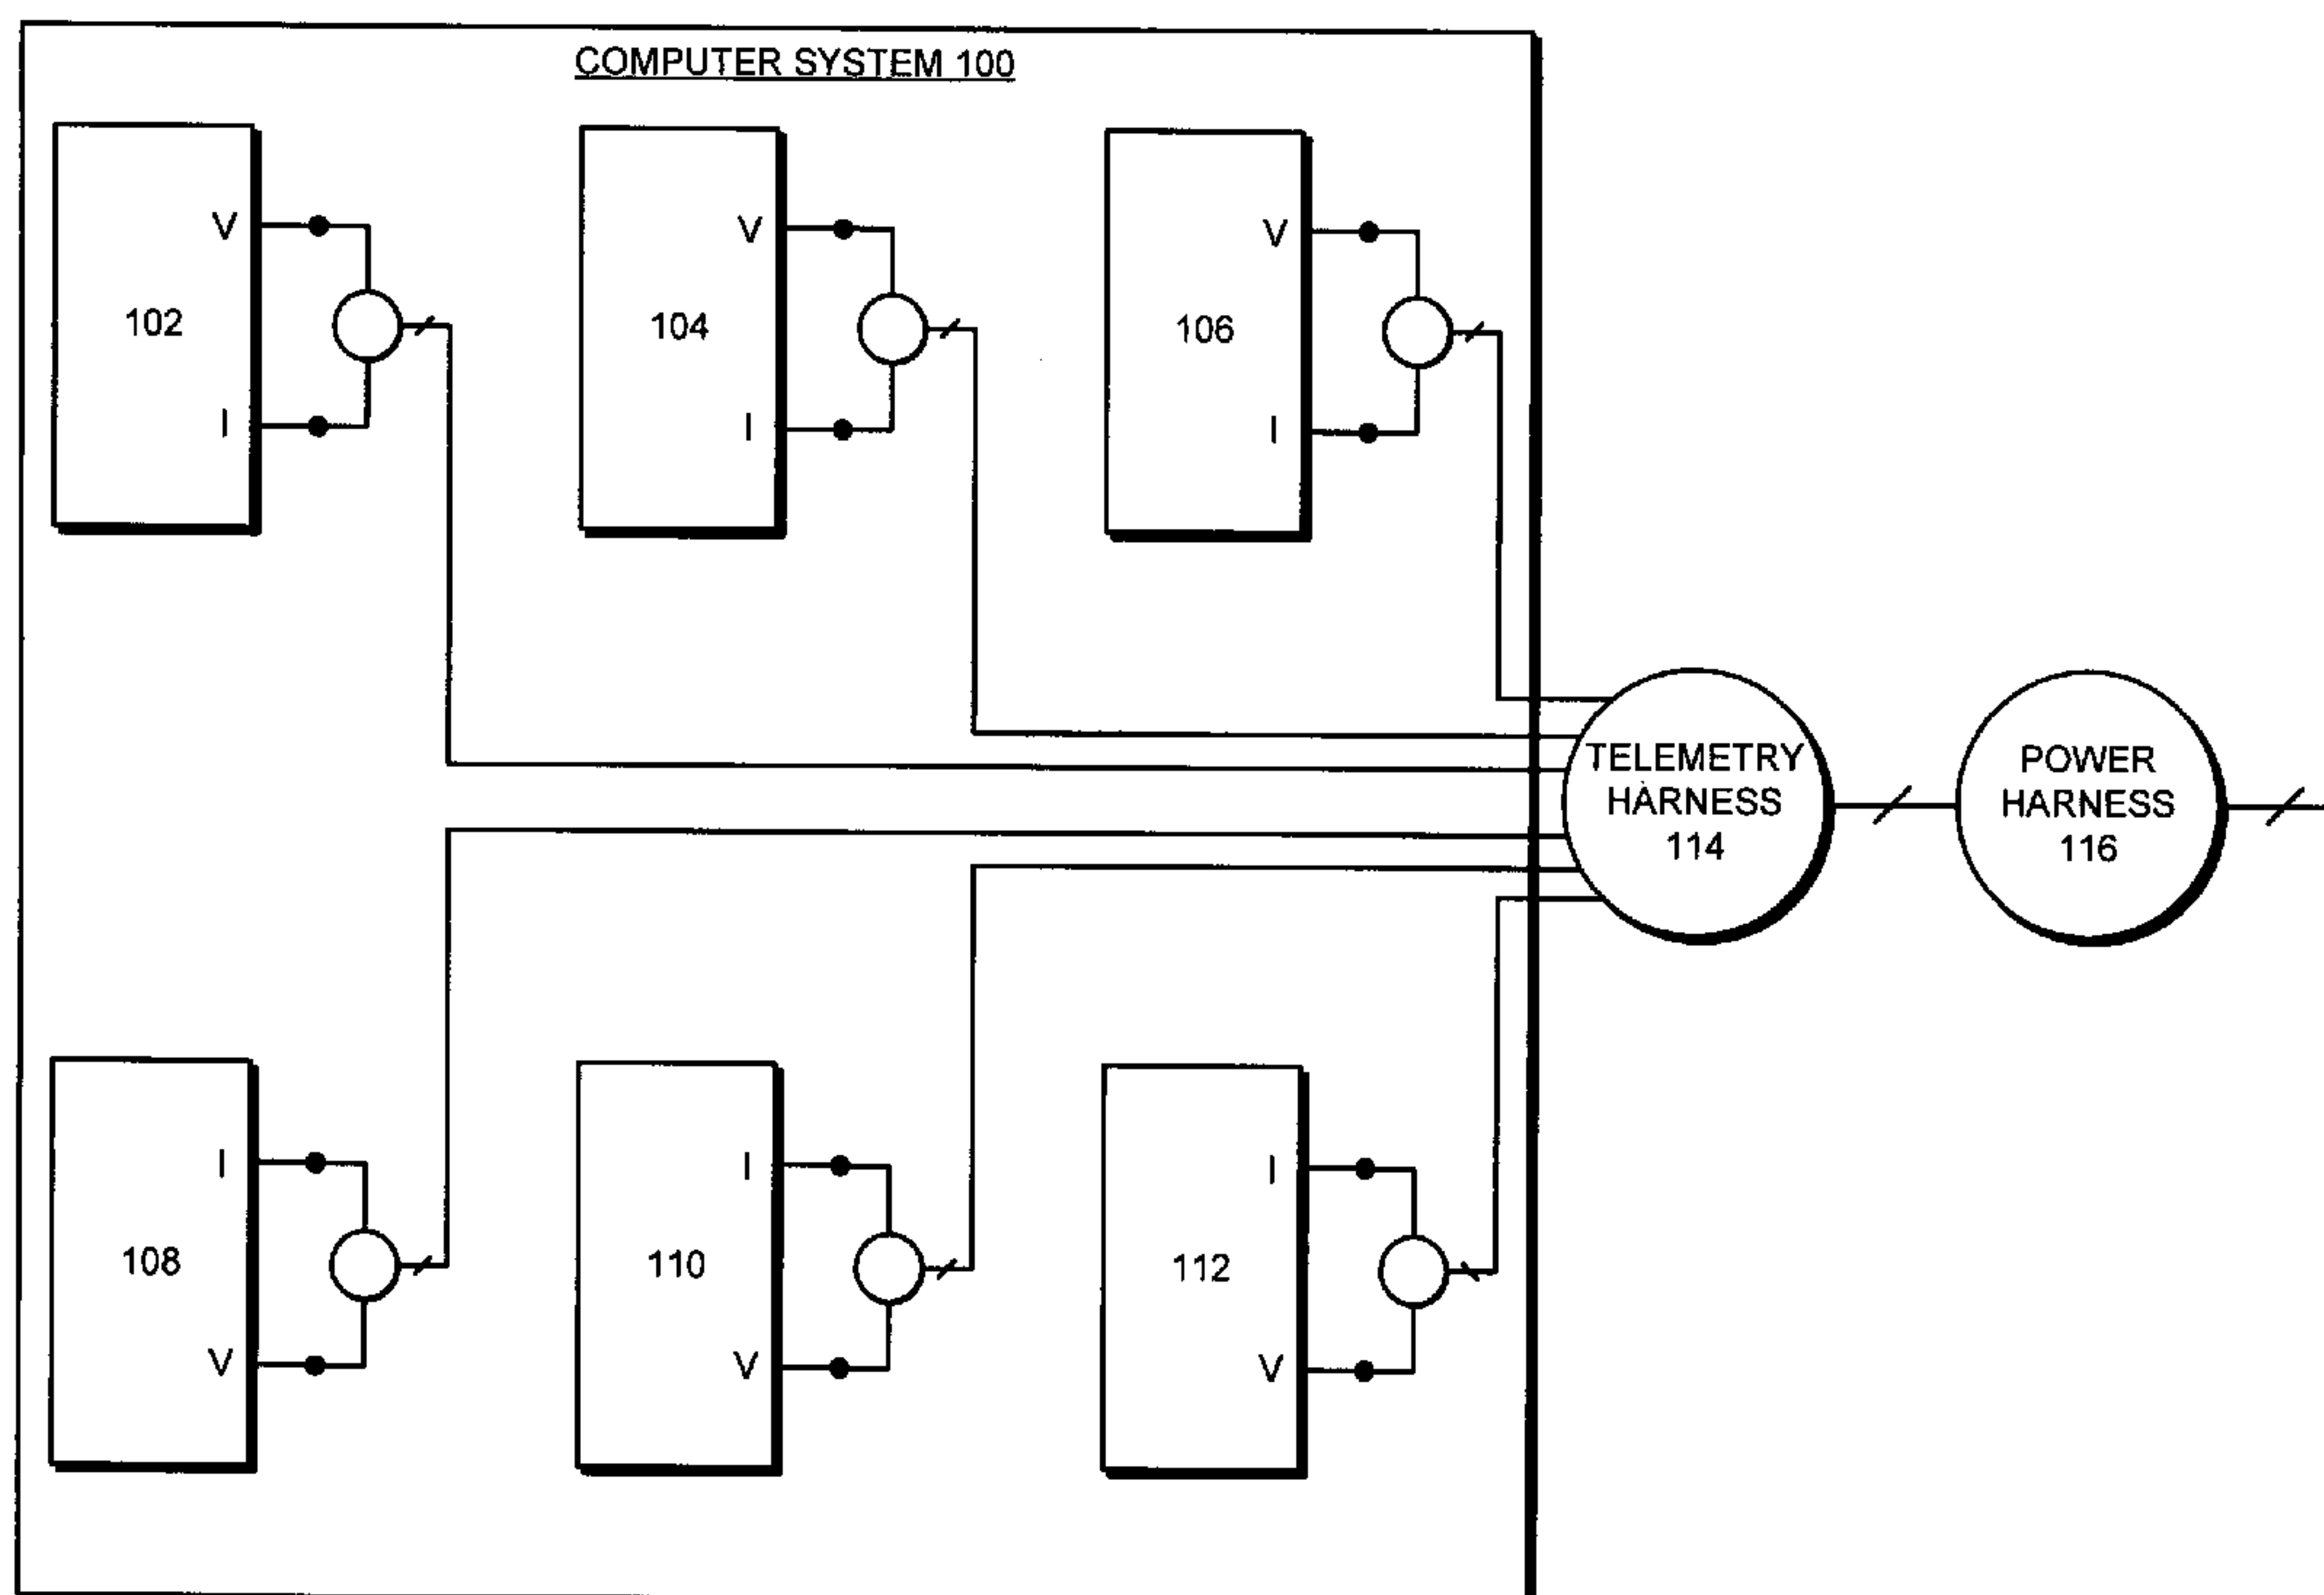 COMPUTER SYSTEM 100
V
102
I
V
104
I
V
106
I
TELEMETRY
HARNESS
114
POWER
HARNESS
116
I
108
V
I
110
V
I
112
V